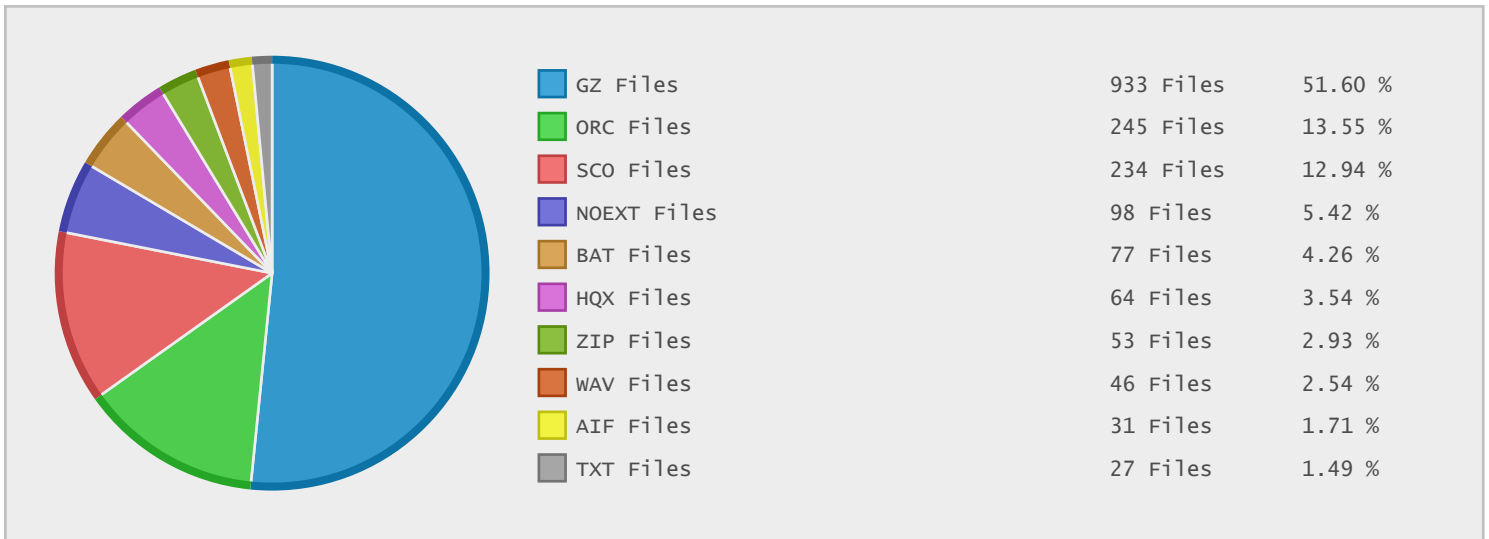 GZ Files 933 Files 51.60 %
ORC Files 245 Files 13.55 %
SCO Files 234 Files 12.94 %
NOEXT Files 98 Files 5.42 %
BAT Files 77 Files 4.26 %
HQX Files 64 Files 3.54 %
ZIP Files 53 Files 2.93 %
WAV Files 46 Files 2.54 %
AIF Files 31 Files 1.71 %
TXT Files 27 Files 1.49 %